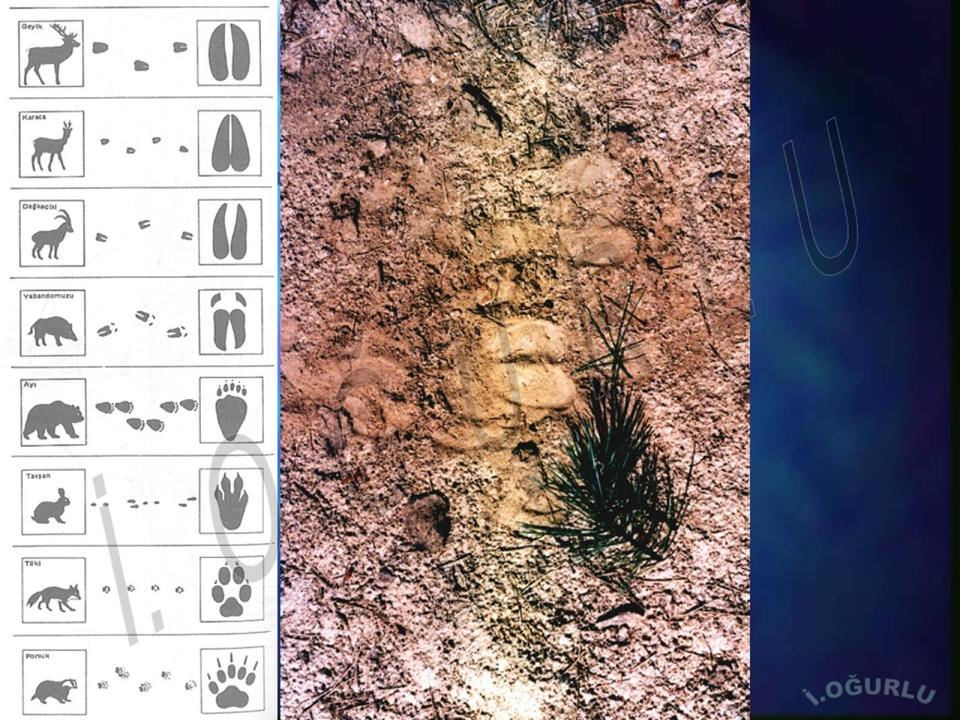 Geyik
Karaca
Dağkeçisi
Yabandomuzu
Ayı
Tavşan
Tilki
Porsuk
İ.OĞURLU